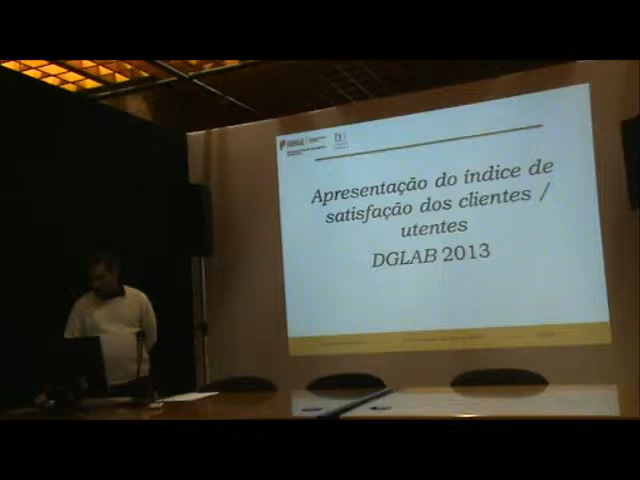 Apresentação do índice de
satisfação dos clientes /
utentes
DGLAB 2013